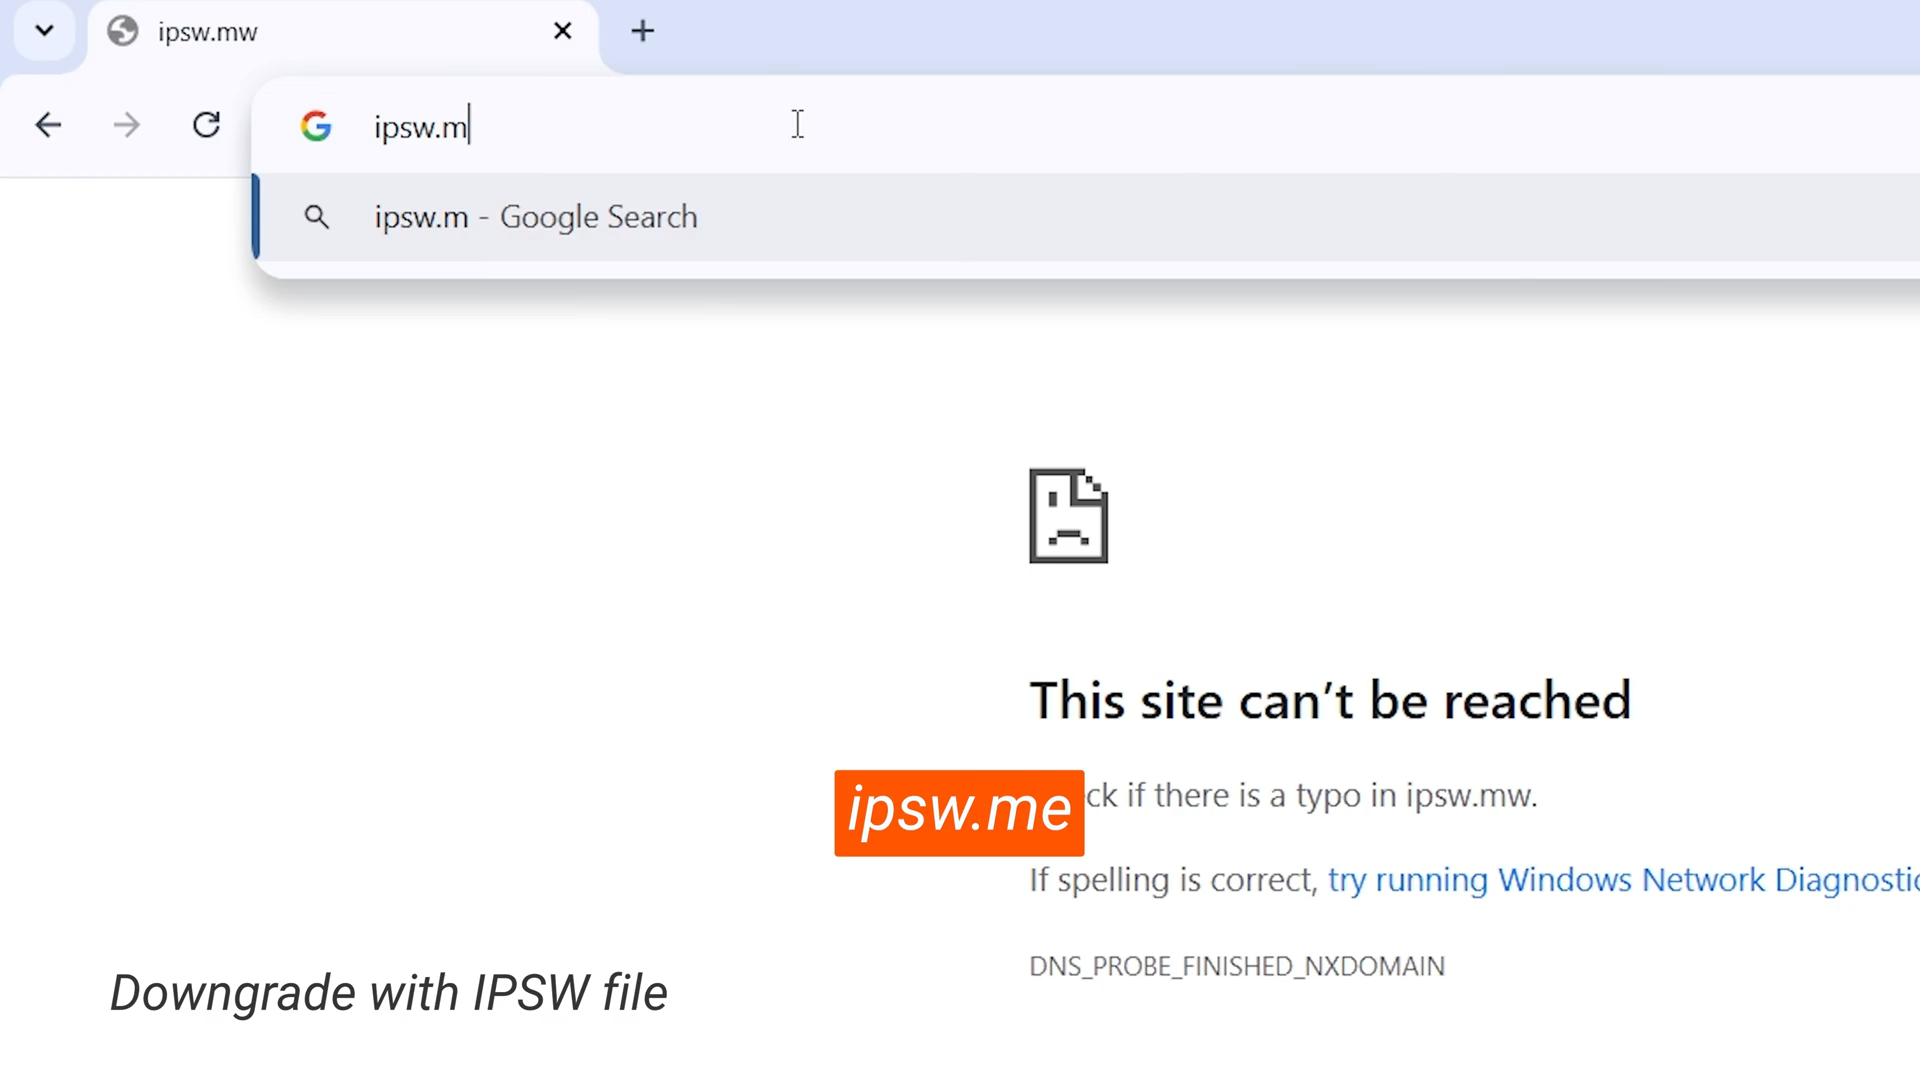 ipsw.mw
ipsw.m
ipsw.m - Google Search
This site can’t be reached
ck if there is a typo in ipsw.mw.
ipsw.me
If spelling is correct, try running Windows Network Diagnostic
DNS_PROBE_FINISHED_NXDOMAIN
Downgrade with IPSW file